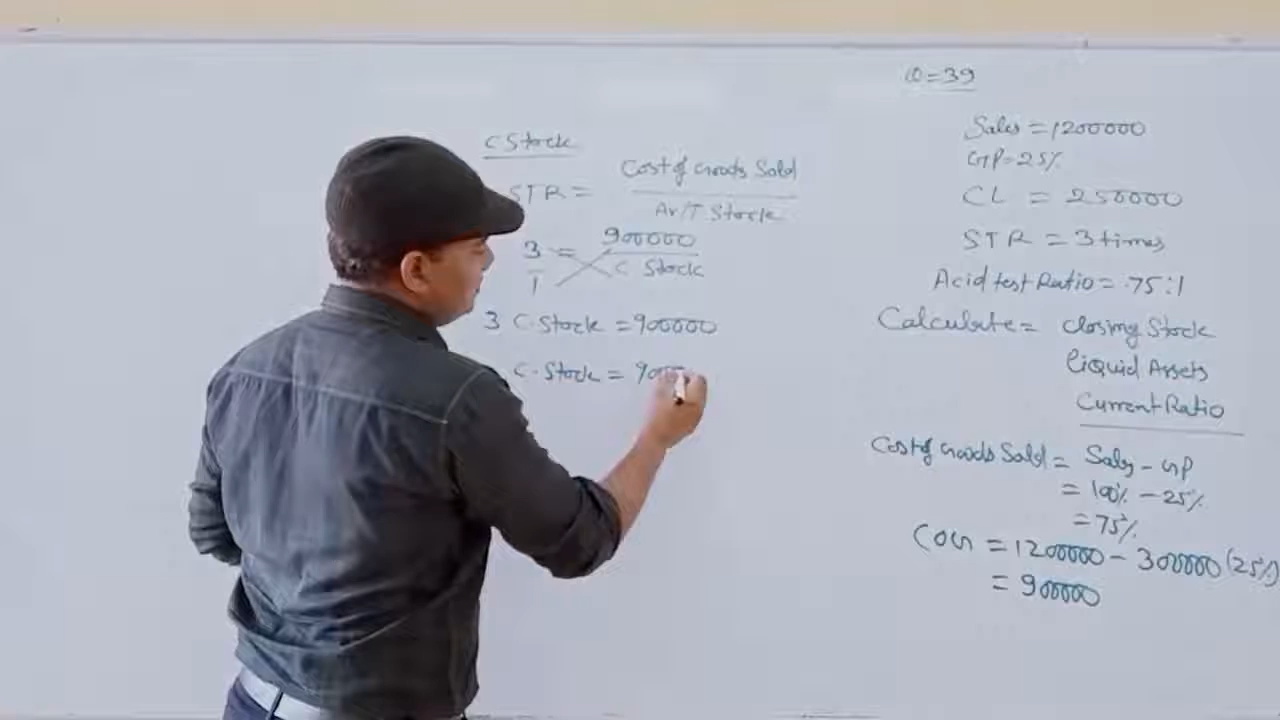 C Stock
STR = Cost of Goods Sold
Av/T Stock
3 = 900000
1 C Stock
3 C.Stock = 900000
C.Stock = 9000
Q=39
Sales = 1200000
GP = 25%
CL = 250000
STR = 3 times
Acid test Ratio = .75:1
Calculate = Closing Stock
Liquid Assets
Current Ratio
Cost of Goods Sold = Sales - GP
= 100% - 25%
= 75%
COG = 1200000 - 300000 (25%)
= 900000